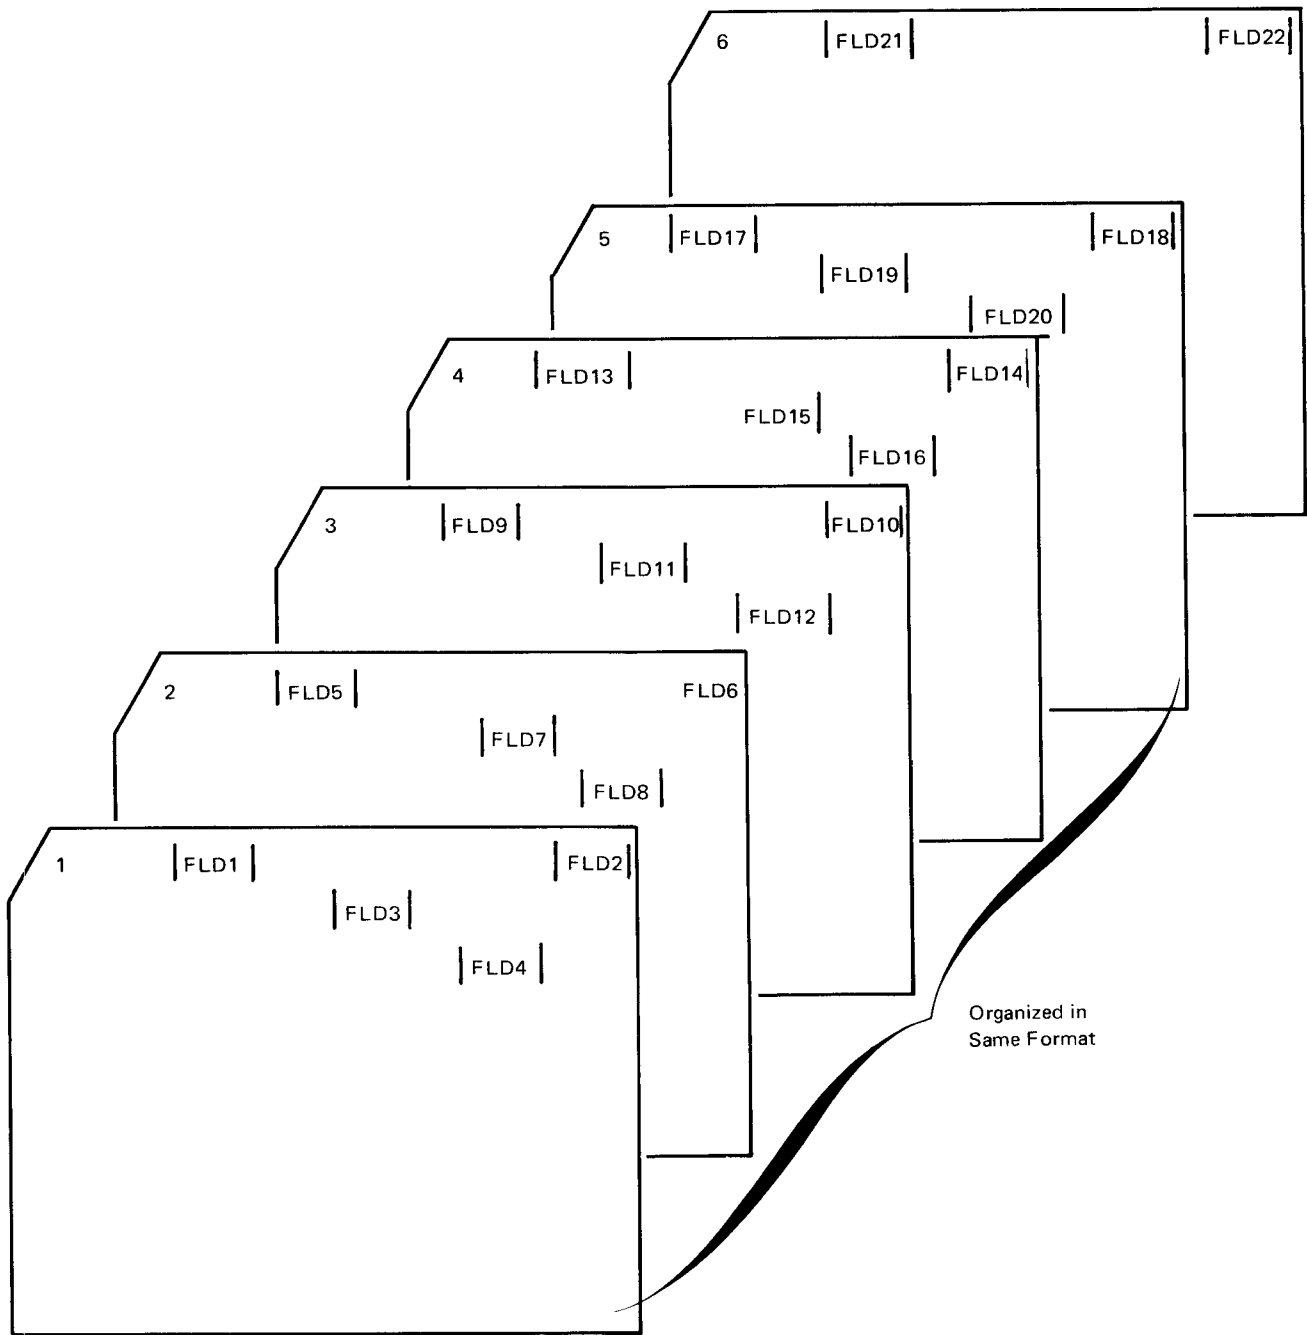 6 FLD21 FLD22
5 FLD17 FLD18
FLD19
FLD20
4 FLD13 FLD14
FLD15
FLD16
3 FLD9 FLD10
FLD11
FLD12
2 FLD5 FLD6
FLD7
FLD8
1 FLD1 FLD2
FLD3
FLD4
Organized in
Same Format